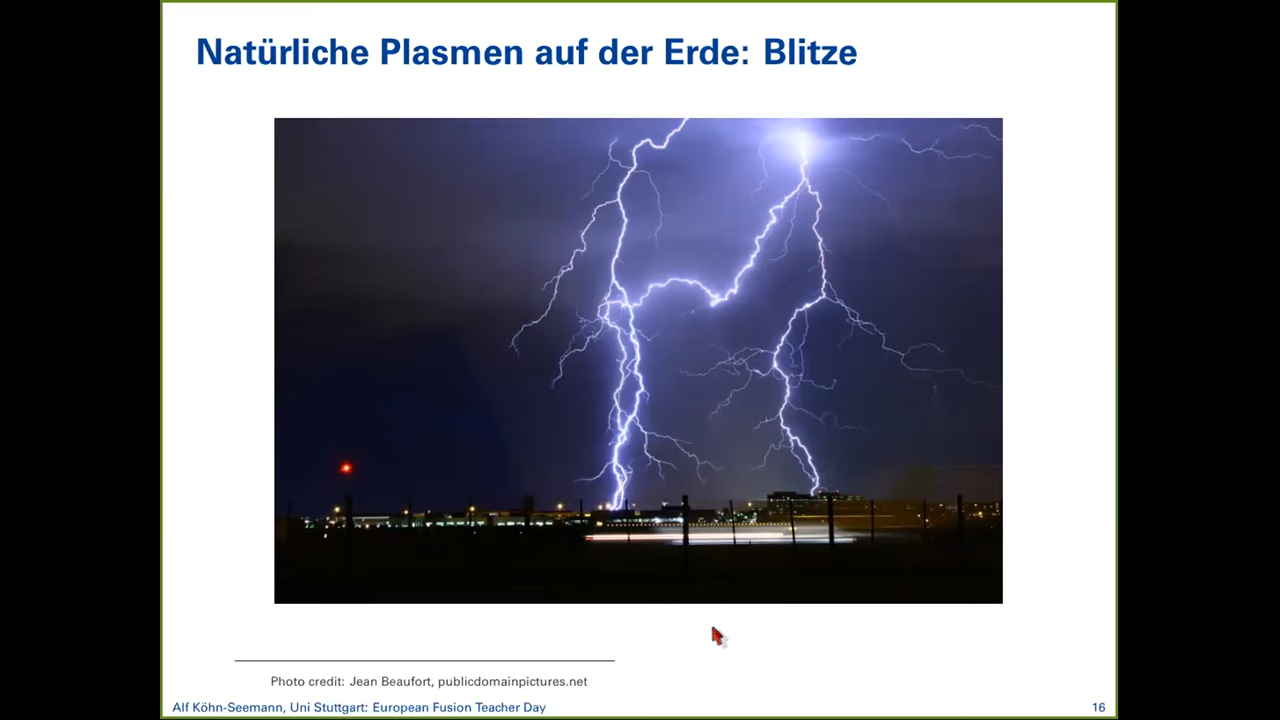 Natürliche Plasmen auf der Erde: Blitze
Photo credit: Jean Beaufort, publicdomainpictures.net
Alf Köhn-Seemann, Uni Stuttgart: European Fusion Teacher Day
16